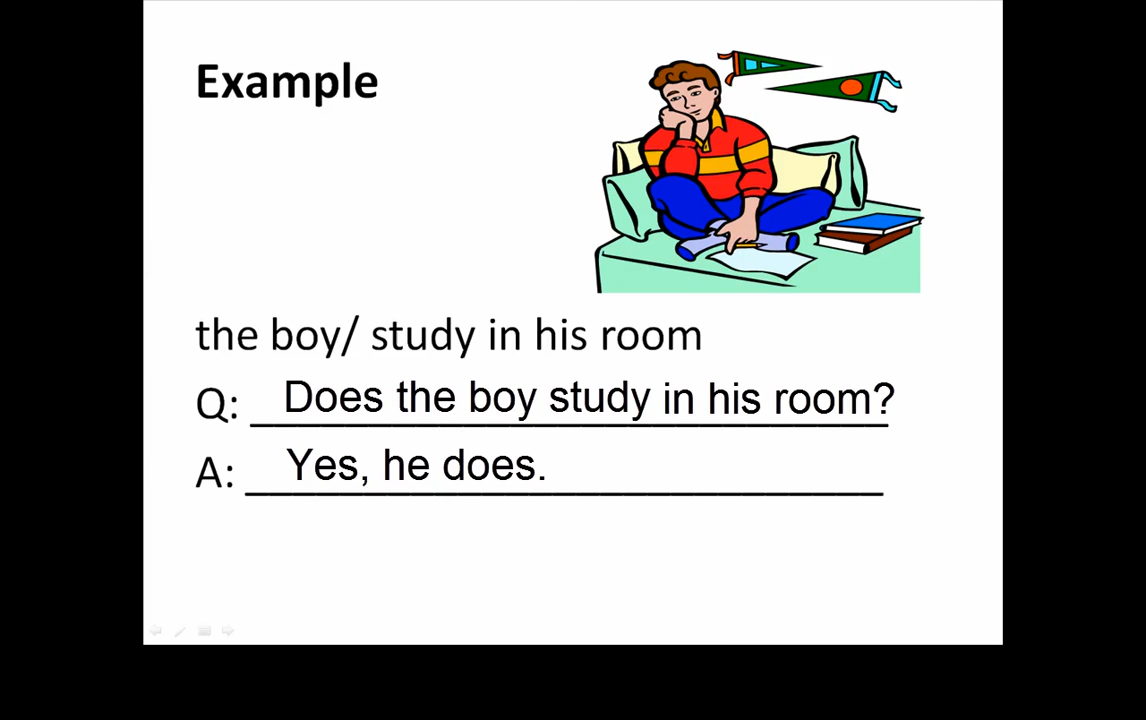 Example
the boy/ study in his room
Q: Does the boy study in his room?
A: Yes, he does.